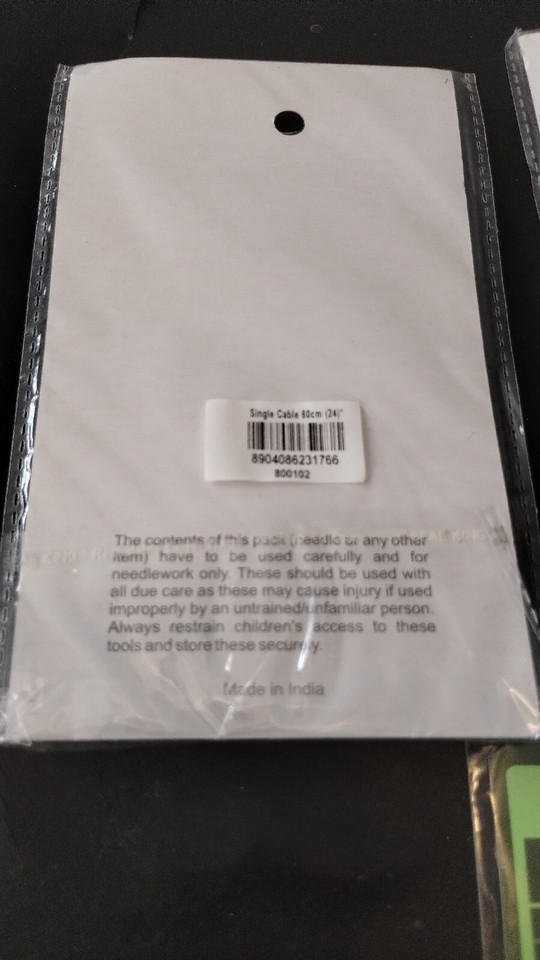 Single Cable 60cm (24)"
8904086231766
800102
The contents of this pack (needle or any other
item) have to be used carefully and for
needlework only. These should be used with
all due care as these may cause injury if used
improperly by an untrained/unfamiliar person.
Always restrain children's access to these
tools and store these securely.
Made in India